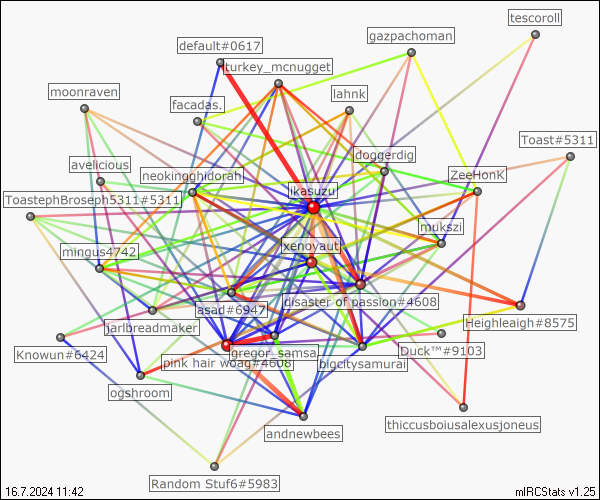 tescoroll
gazpachoman
default#0617
turkey_mcnugget
moonraven
lahnk
facadas.
Toast#5311
doggerdig
avelicious
neokingghidorah
ZeeHonK
ikasuzu
ToastephBroseph5311#5311
mukszi
xenoyaut
mingus4742
disaster of passion#4608
asad#6947
Heighleaigh#8575
jarlbreadmaker
Knowun#6424
gregor_samsa
Duck™#9103
pink hair woag#4608
bigcitysamurai
ogshroom
thiccusboiusalexusjoneus
andnewbees
Random Stuf6#5983
16.7.2024 11:42
mIRCStats v1.25